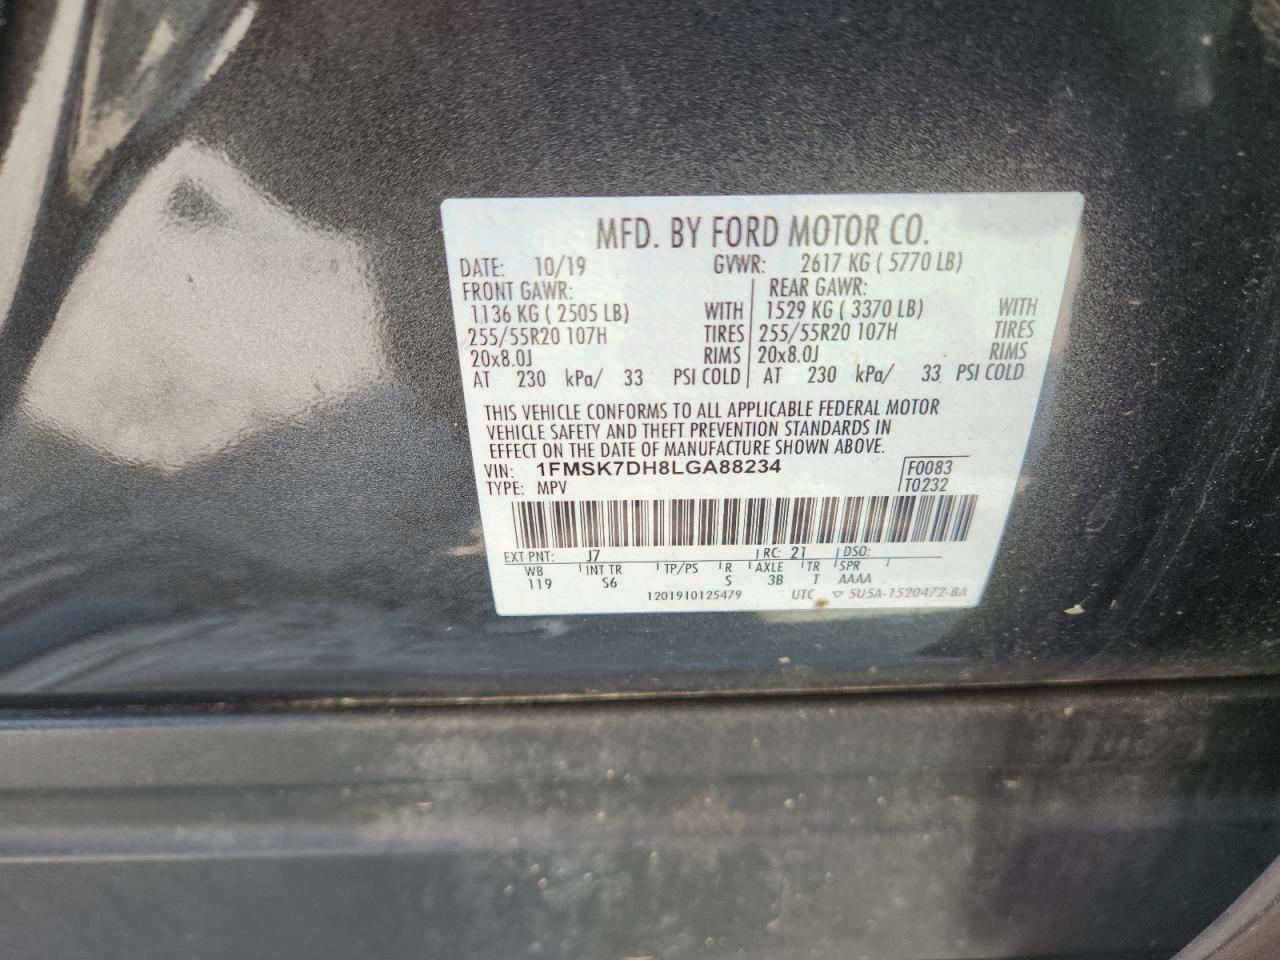 MFD. BY FORD MOTOR CO.
DATE: 10/19 GVWR: 2617 KG ( 5770 LB)
FRONT GAWR: REAR GAWR:
1136 KG ( 2505 LB) WITH 1529 KG ( 3370 LB) WITH
255/55R20 107H TIRES 255/55R20 107H TIRES
20x8.0J RIMS 20x8.0J RIMS
AT 230 kPa/ 33 PSI COLD AT 230 kPa/ 33 PSI COLD
THIS VEHICLE CONFORMS TO ALL APPLICABLE FEDERAL MOTOR
VEHICLE SAFETY AND THEFT PREVENTION STANDARDS IN
EFFECT ON THE DATE OF MANUFACTURE SHOWN ABOVE.
VIN: 1FMSK7DH8LGA88234 F0083
TYPE: MPV T0232
EXT PNT: J7 RC: 21 DSO:
WB INT TR TP/PS R AXLE TR SPR
119 S6 S 3B T AAAA
1201910125479 UTC ▽ 5U5A-1520472-BA